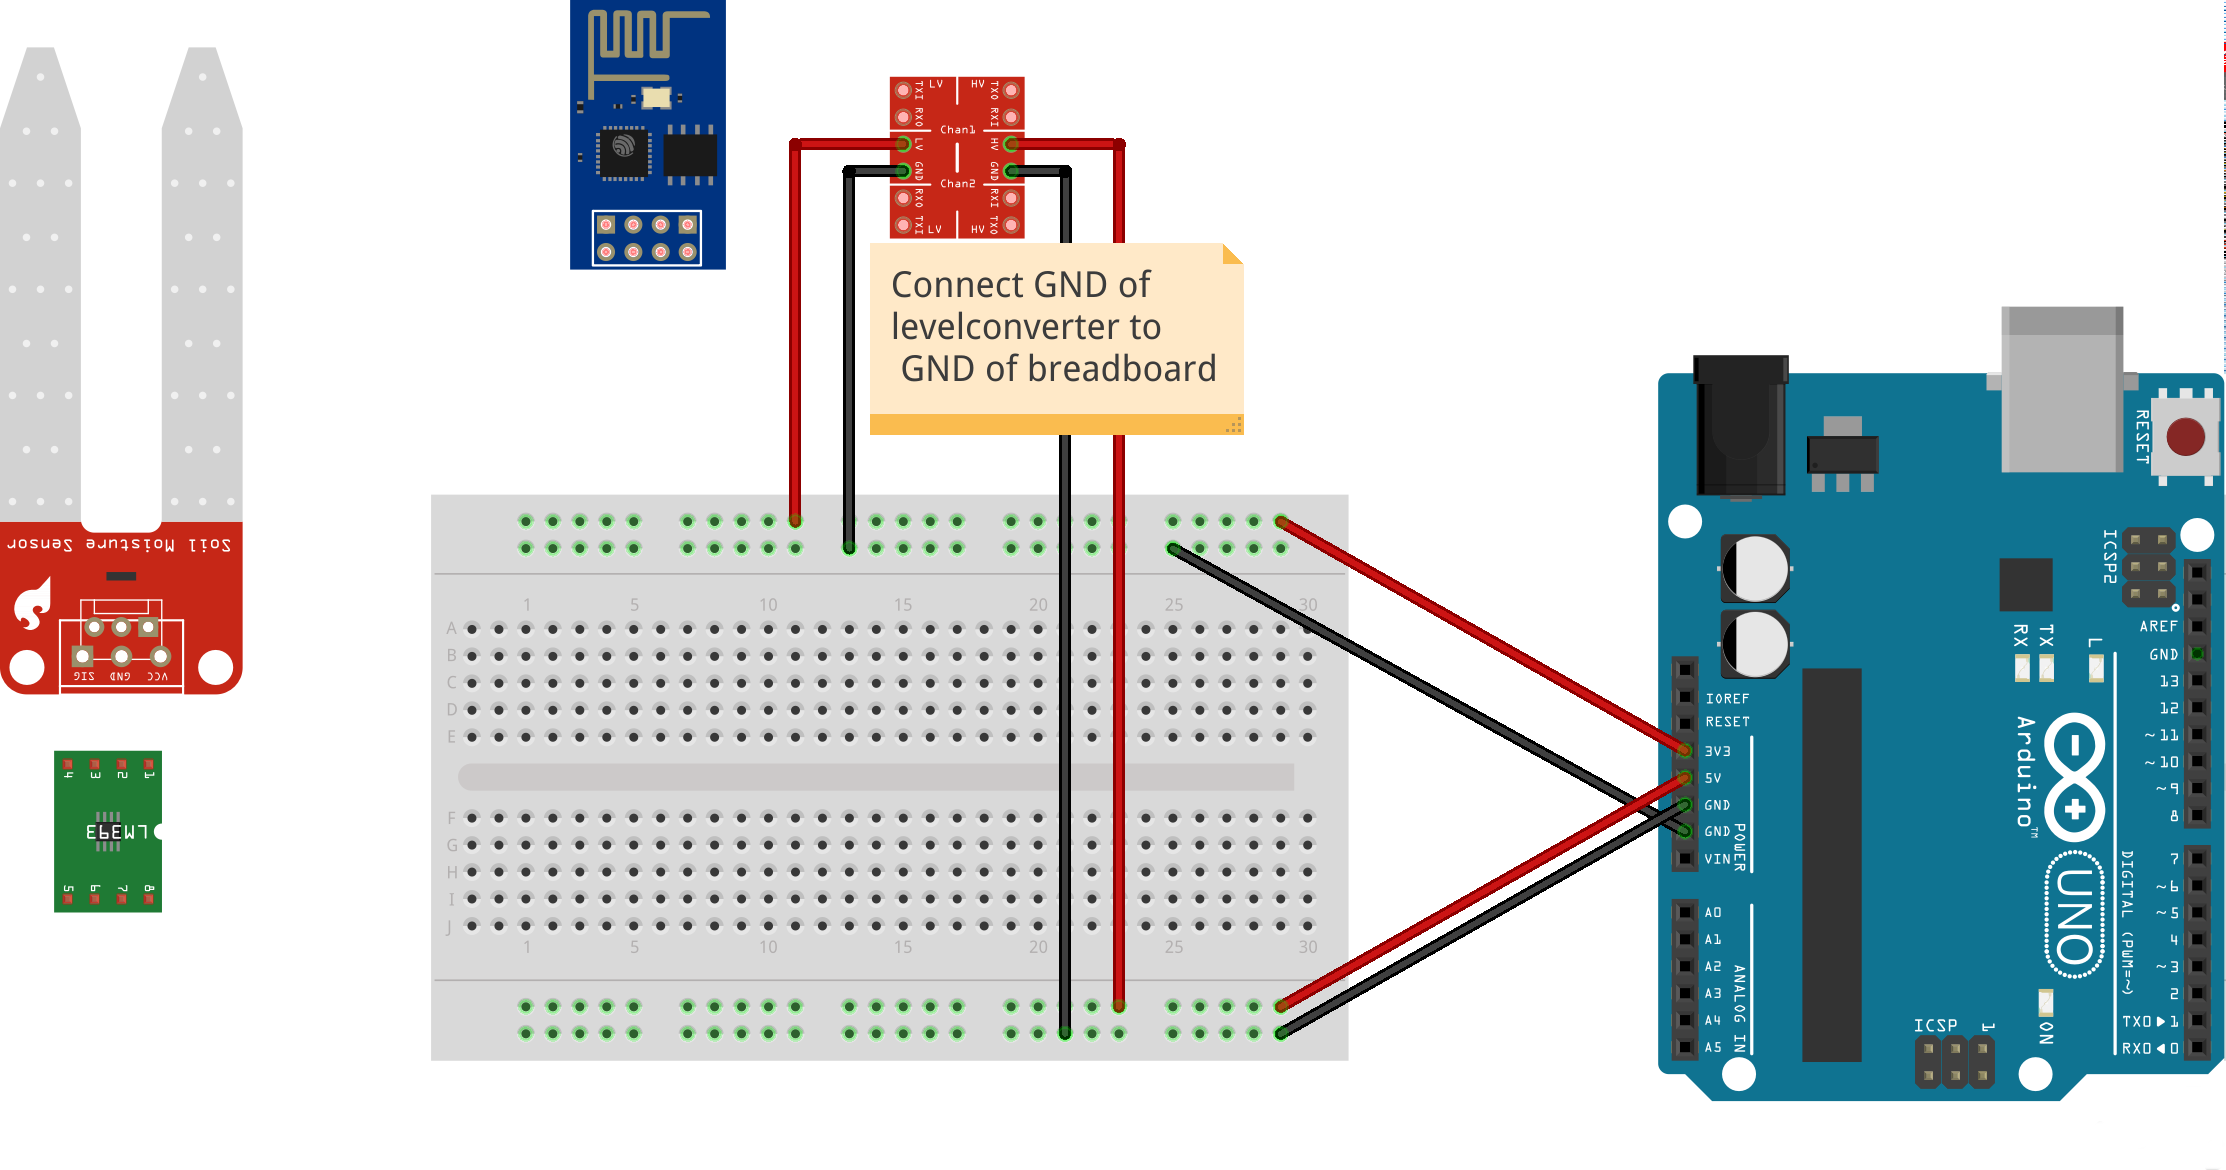 TXI LV HV TXO
RXO RXI
Chan1
LV HV
GND GND
Chan2
RXO RXI
TXI LV HV TXO
Connect GND of
levelconverter to
GND of breadboard
Soil Moisture Sensor
SIG GND VCC
4 3 2 1
LM393
5 6 7 8
1 5 10 15 20 25 30
A
B
C
D
E
F
G
H
I
J
1 5 10 15 20 25 30
RESET
ICSP2
IOREF
RESET
3V3
5V
GND
GND
VIN
POWER
A0
A1
A2
A3
A4
A5
ANALOG IN
RX TX L
Arduino™
UNO
AREF
GND
13
12
~11
~10
~9
8
7
~6
~5
4
~3
2
TX0▶1
RX0◀0
DIGITAL (PWM=~)
ON
ICSP 1